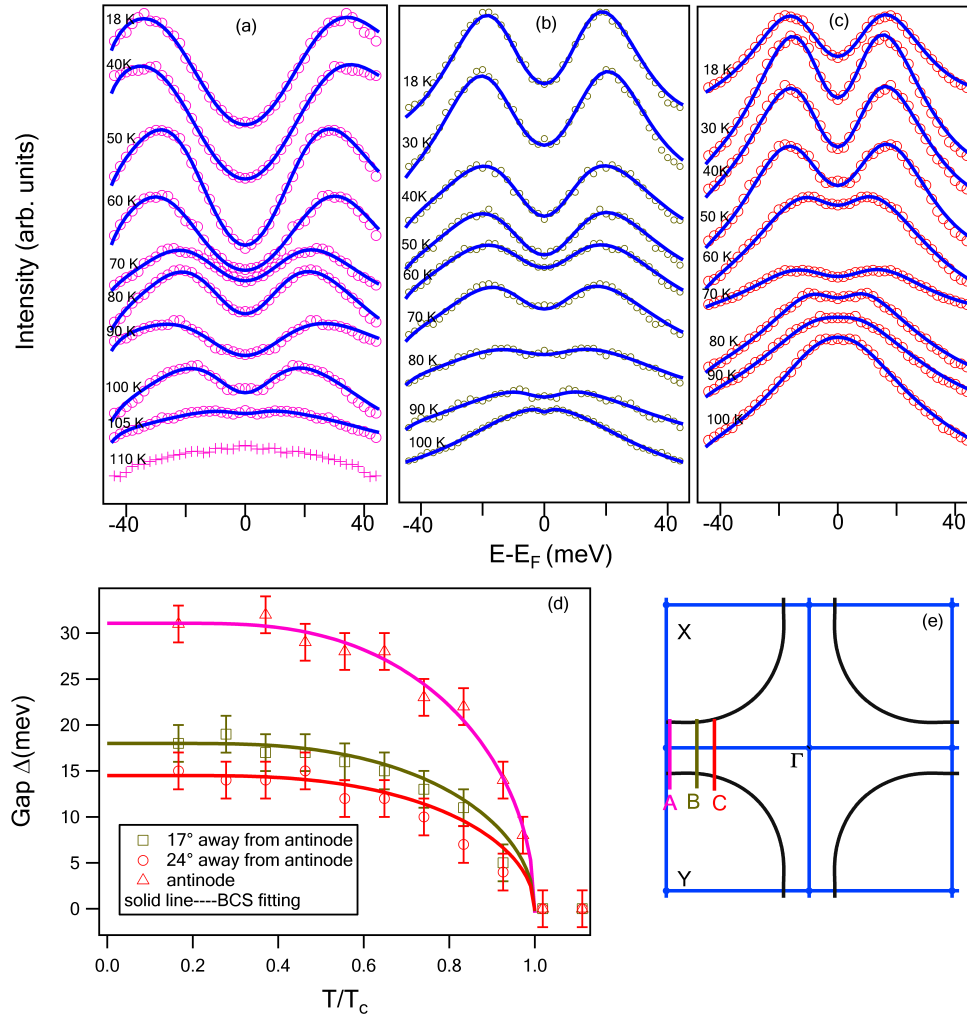 (a)
18 K
40K
50 K
60 K
70 K
80 K
90 K
100 K
105 K
110 K
-40
0
40
(b)
18 K
30 K
40K
50 K
60 K
70 K
80 K
90 K
100 K
-40
0
40
(c)
18 K
30 K
40K
50 K
60 K
70 K
80 K
90 K
100 K
-40
0
40
Intensity (arb. units)
E-E_F (meV)
(d)
Gap Δ(mev)
30
25
20
15
10
5
0
17° away from antinode
24° away from antinode
antinode
solid line----BCS fitting
0.0
0.2
0.4
0.6
0.8
1.0
T/T_c
(e)
X
Γ
A
B
C
Y